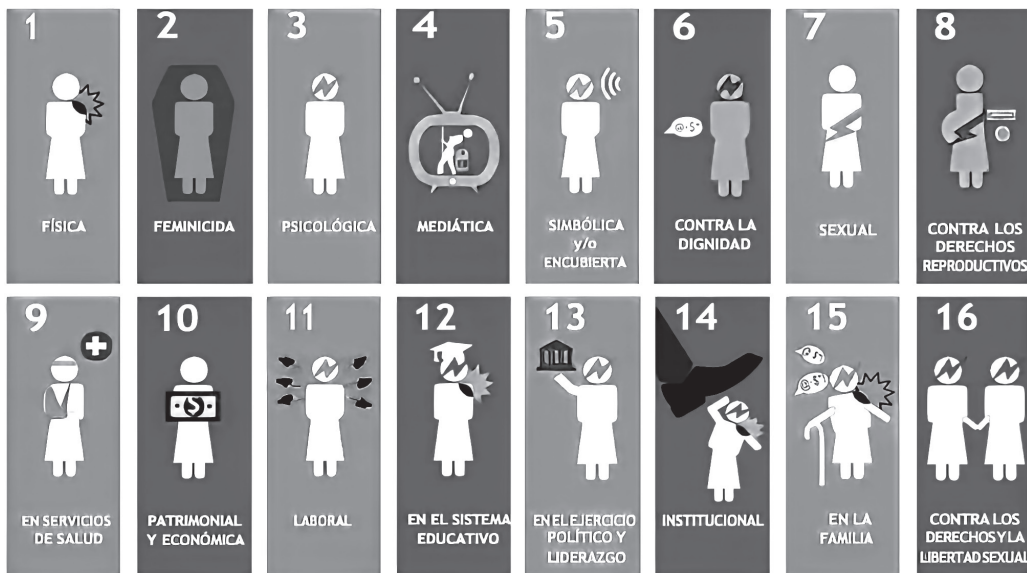 1
FÍSICA
2
FEMINICIDA
3
PSICOLÓGICA
4
MEDIÁTICA
5
SIMBÓLICA
y/o
ENCUBIERTA
6
CONTRA LA
DIGNIDAD
7
SEXUAL
8
CONTRA LOS
DERECHOS
REPRODUCTIVOS
9
EN SERVICIOS
DE SALUD
10
PATRIMONIAL
Y ECONÓMICA
11
LABORAL
12
EN EL SISTEMA
EDUCATIVO
13
EN EL EJERCICIO
POLÍTICO Y
LIDERAZGO
14
INSTITUCIONAL
15
EN LA
FAMILIA
16
CONTRA LOS
DERECHOS Y LA
LIBERTAD SEXUAL